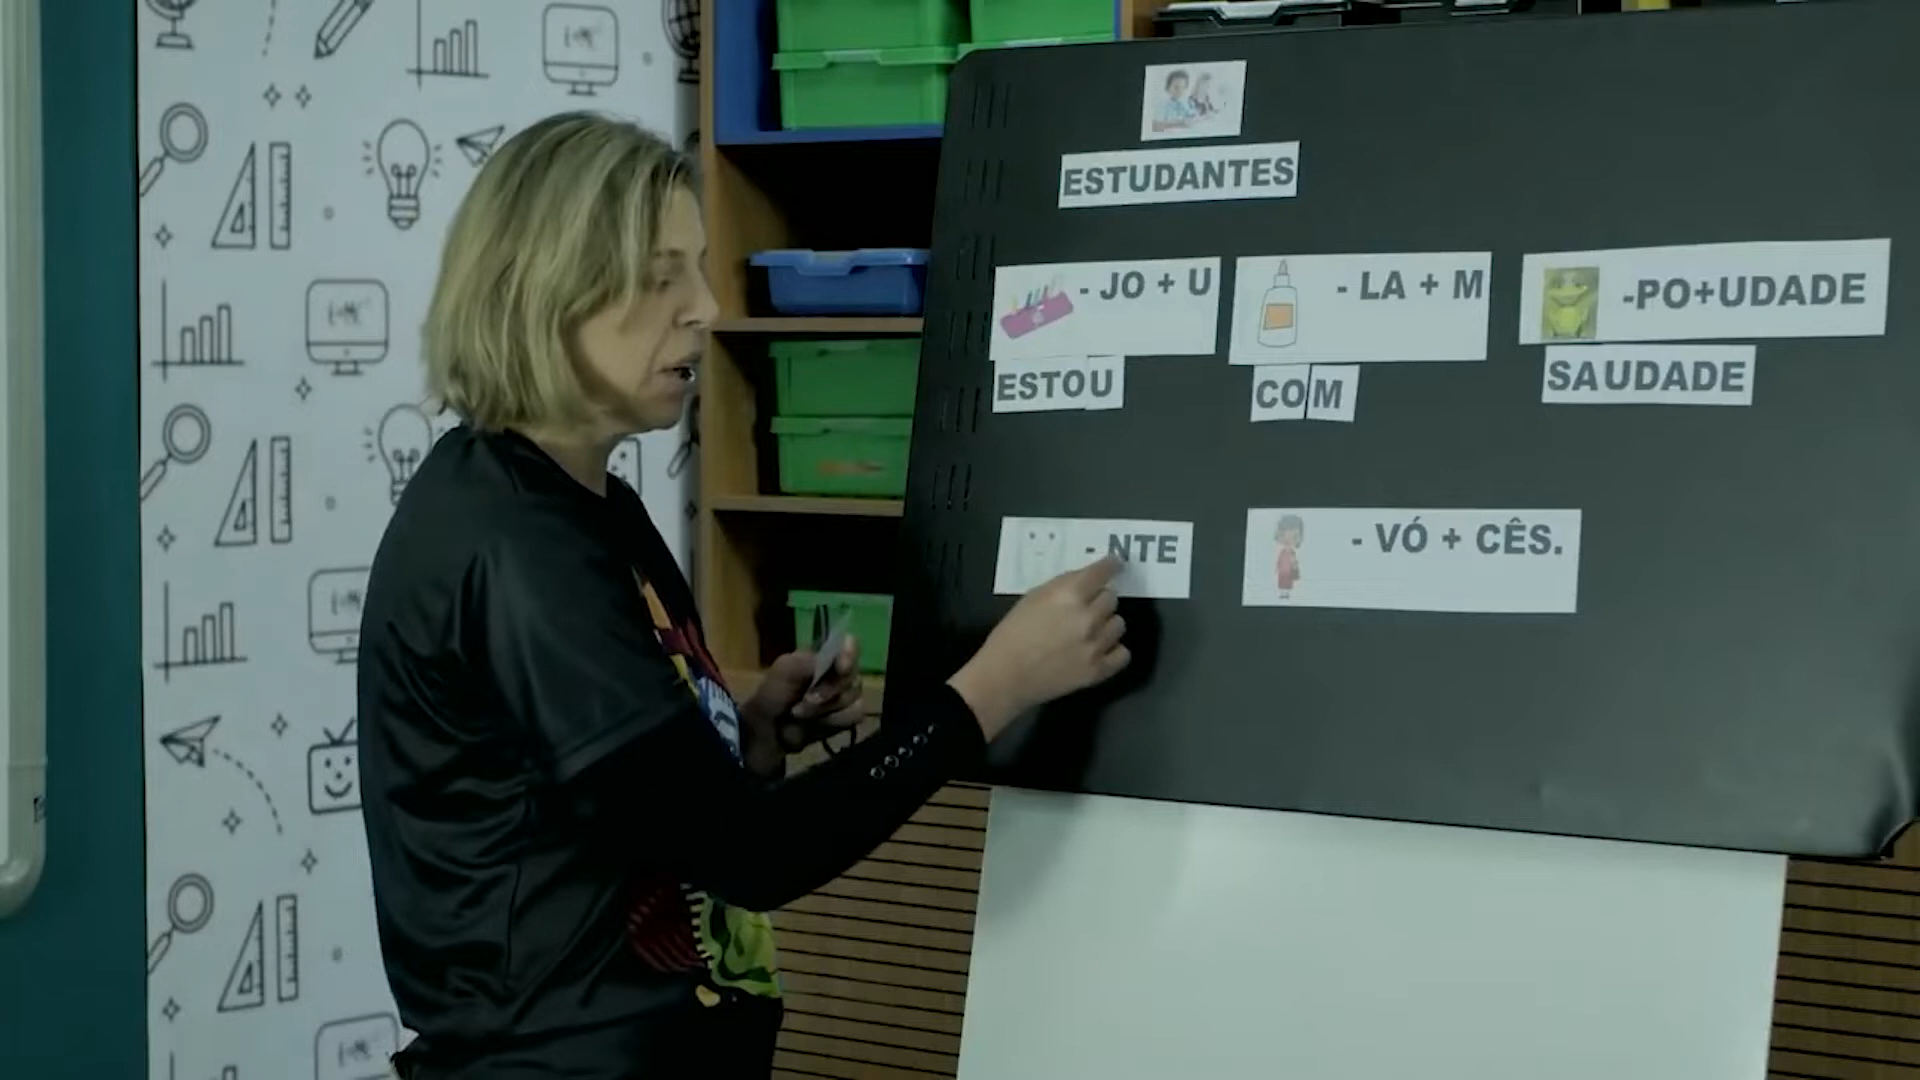 ESTUDANTES
- JO + U
- LA + M
-PO+UDADE
ESTOU
COM
SAUDADE
- NTE
- VÓ + CÊS.